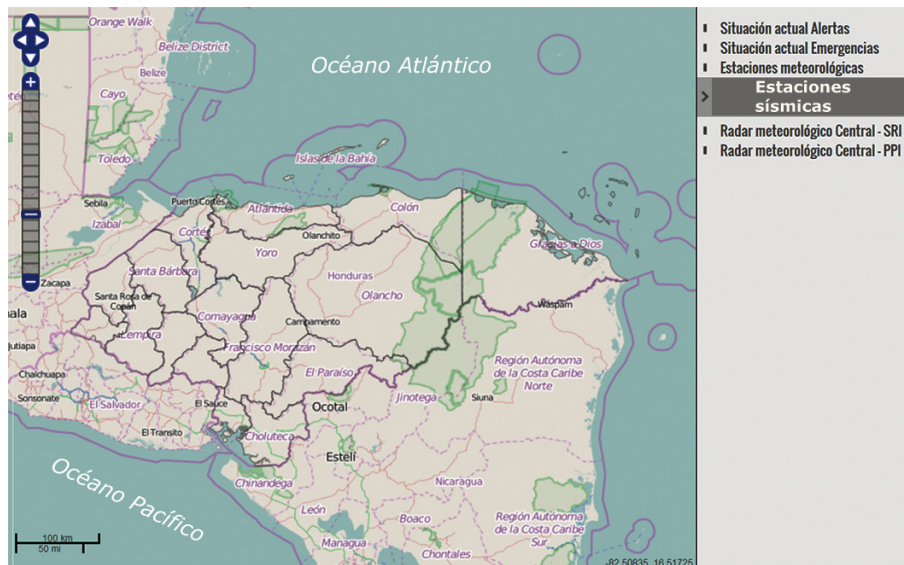 Orange Walk
Belize District
Océano Atlántico
Belize
Cayo
Toledo
Islas de la Bahía
Sebila
Puerto Cortés
Atlántida
Colón
Izabal
Cortés
Olanchito
Gracias a Dios
Yoro
Santa Bárbara
Honduras
Zacapa
Olancho
Santa Rosa de
Copán
Waspam
Comayagua
Campamento
Lempira
Francisco Morazán
Jutiapa
El Paraíso
Región Autónoma
de la Costa Caribe
Norte
Chalchuapa
Jinotega
Siuna
Sonsonate
El Salvador
El Sauce
Ocotal
El Transito
Choluteca
Estelí
Océano Pacífico
Chinandega
Nicaragua
León
Boaco
Región Autónoma
de la Costa Caribe
Sur
Managua
Chontales
100 km
50 mi
-82.50835, 16.51725
Situación actual Alertas
Situación actual Emergencias
Estaciones meteorológicas
Estaciones
sísmicas
Radar meteorológico Central - SRI
Radar meteorológico Central - PPI